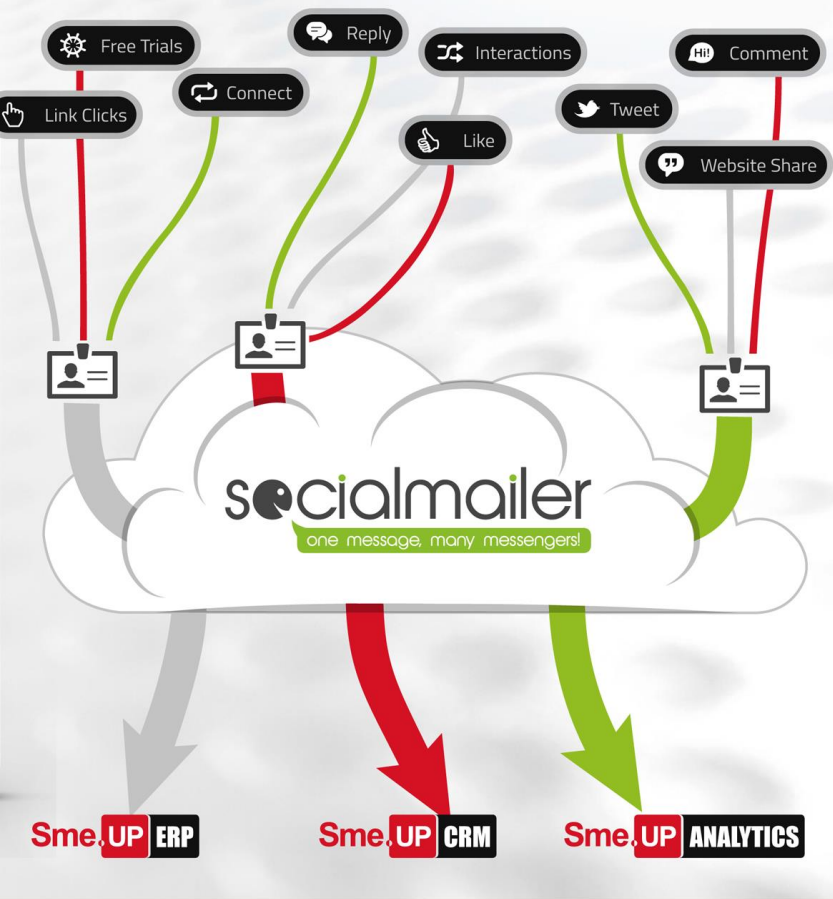 Free Trials
Reply
Interactions
Hi! Comment
Link Clicks
Connect
Like
Tweet
Website Share
socialmailer
one message, many messengers!
Sme.UP ERP
Sme.UP CRM
Sme.UP ANALYTICS